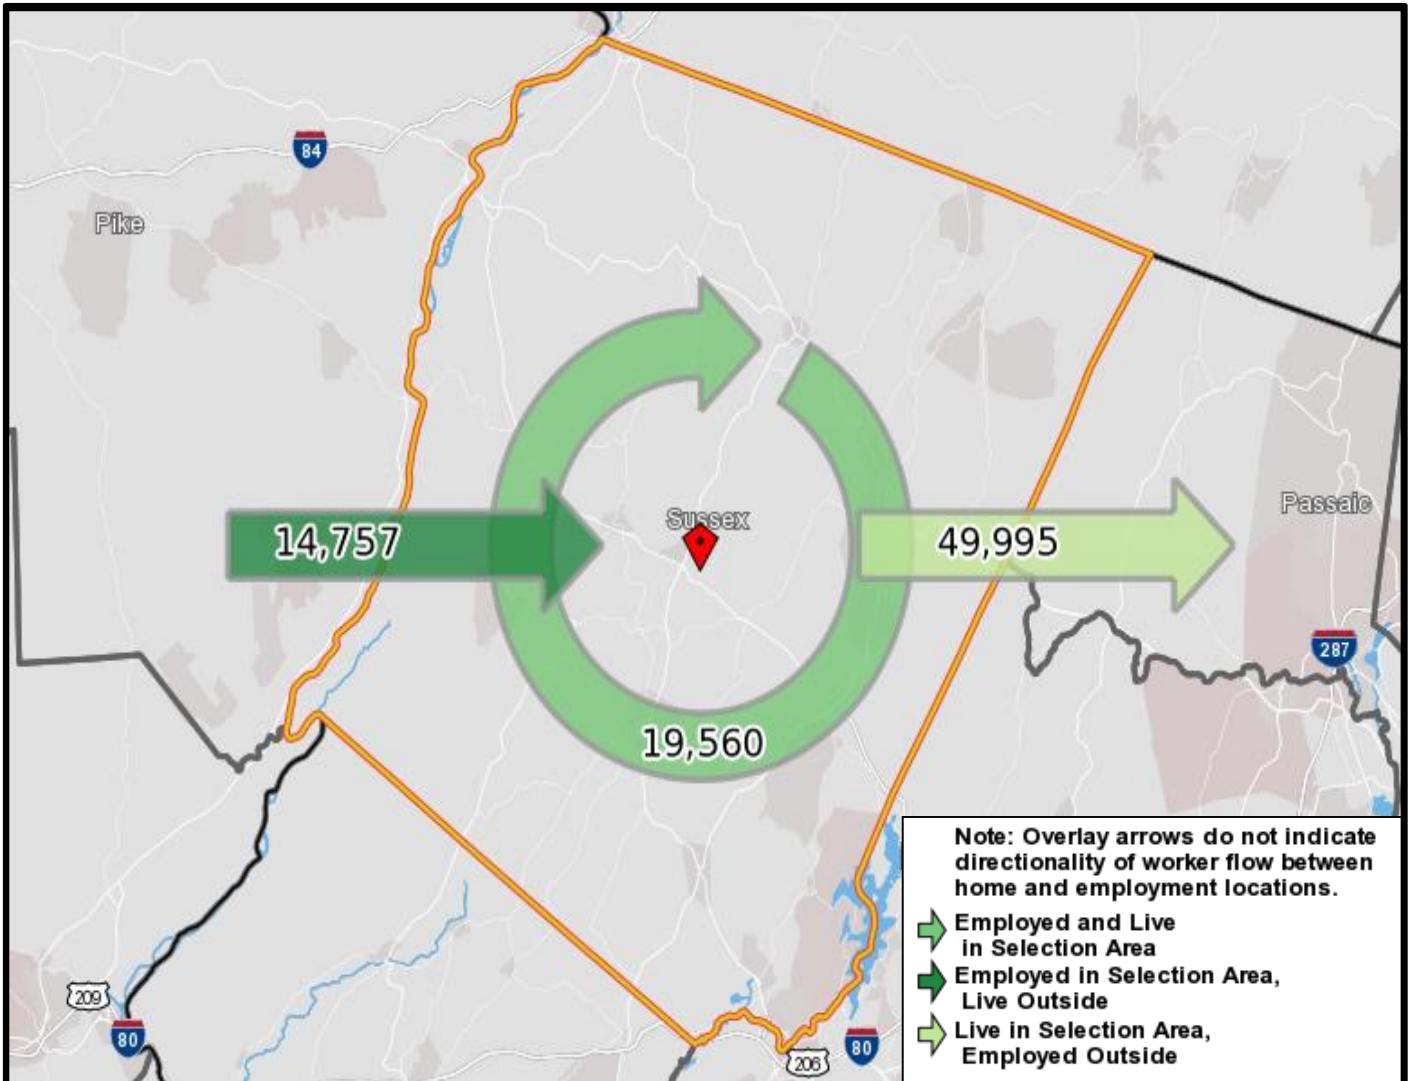 84
Pike
Sussex
Passaic
14,757
49,995
287
19,560
Note: Overlay arrows do not indicate
directionality of worker flow between
home and employment locations.
Employed and Live
in Selection Area
Employed in Selection Area,
Live Outside
Live in Selection Area,
Employed Outside
209
80
80
206